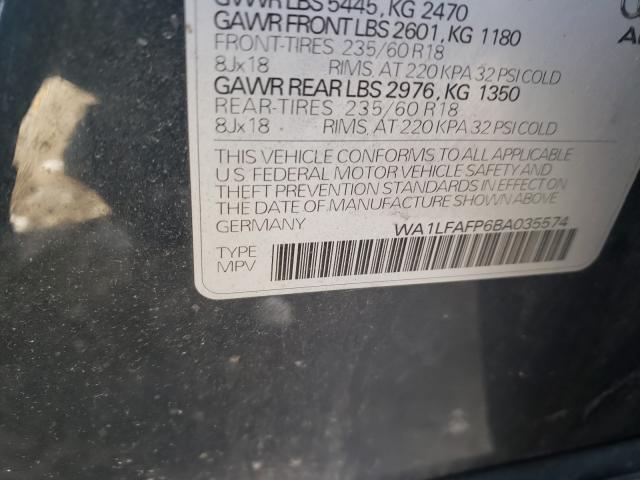 GVWR LBS 5445, KG 2470
GAWR FRONT LBS 2601, KG 1180
FRONT-TIRES 235/60 R18
8Jx18 RIMS, AT 220 KPA 32 PSI COLD
GAWR REAR LBS 2976, KG 1350
REAR-TIRES 235/60 R18
8Jx18 RIMS, AT 220 KPA 32 PSI COLD
THIS VEHICLE CONFORMS TO ALL APPLICABLE
U S FEDERAL MOTOR VEHICLE SAFETY AND
THEFT PREVENTION STANDARDS IN EFFECT ON
THE DATE OF MANUFACTURE SHOWN ABOVE
GERMANY WA1LFAFP6BA035574
TYPE
MPV